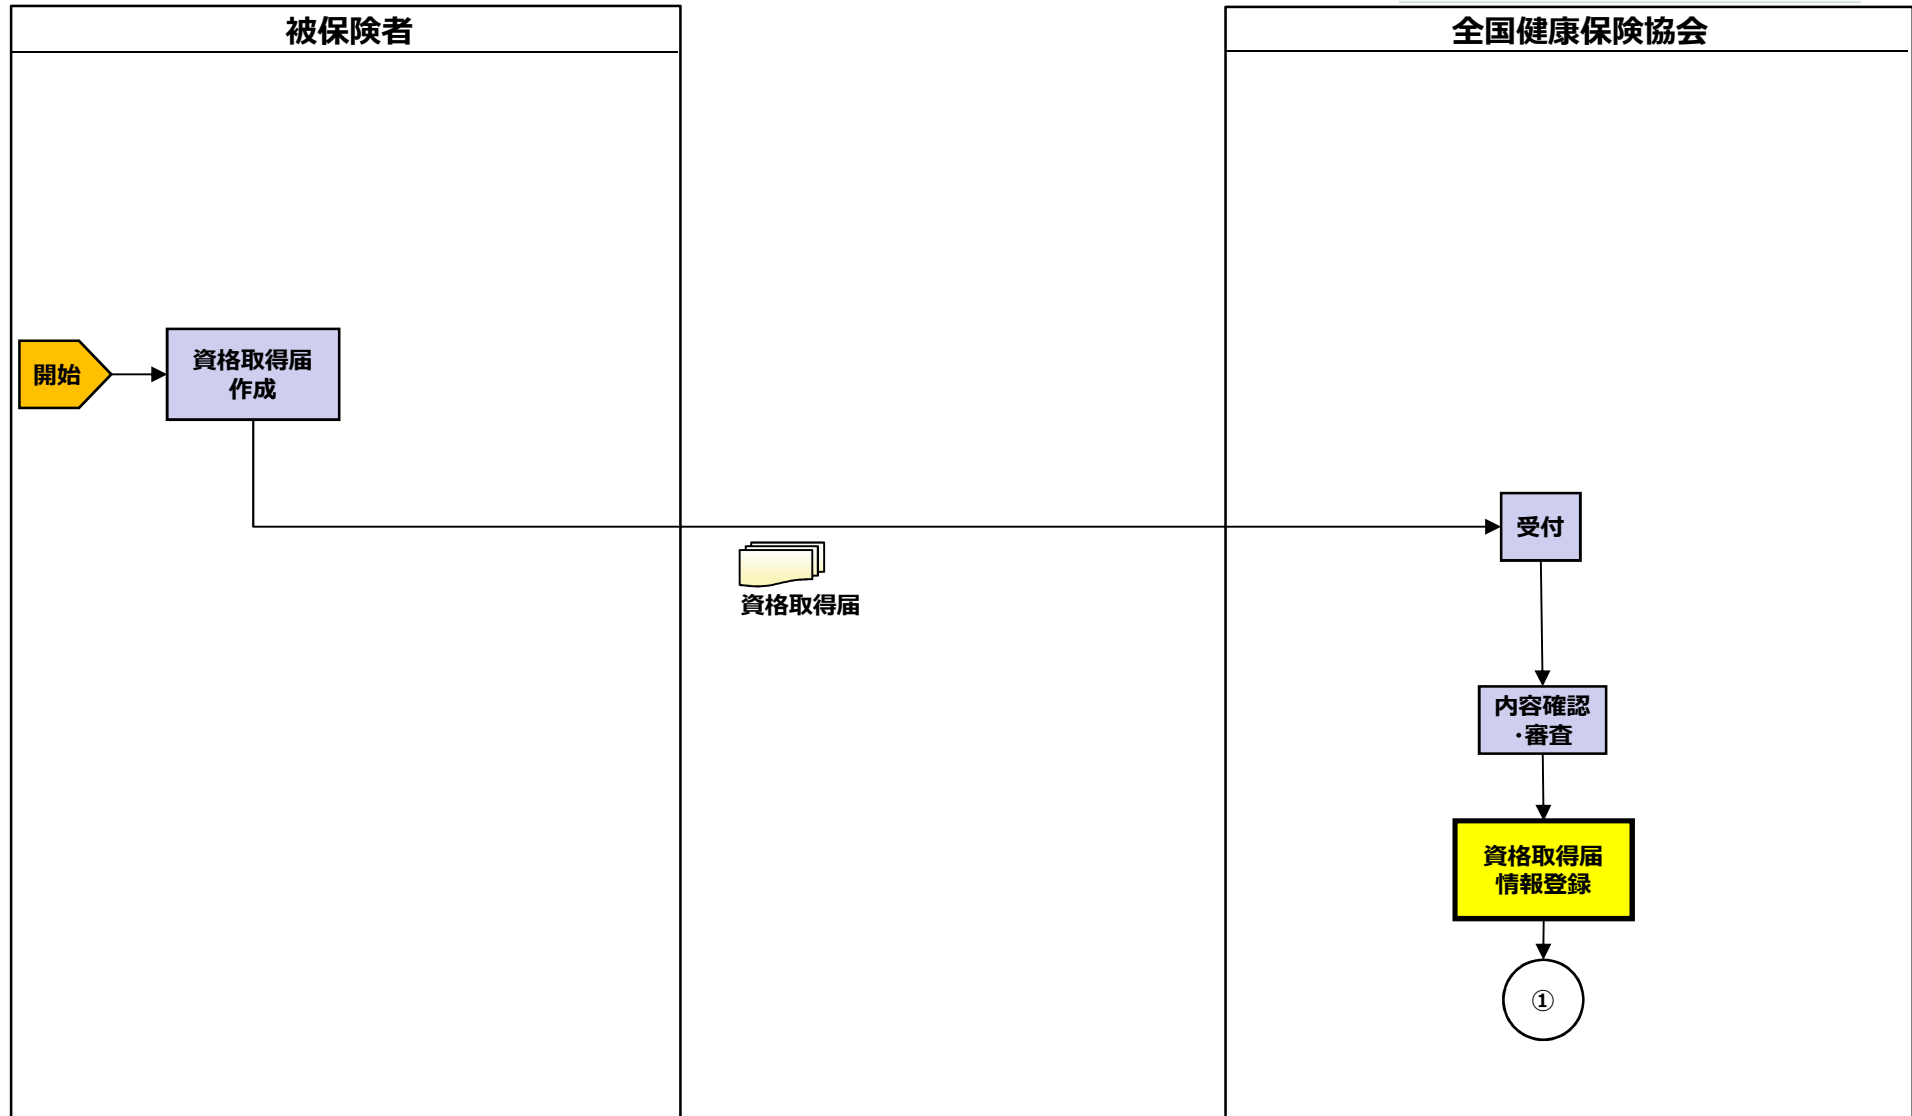 被保険者
全国健康保険協会
開始
資格取得届
作成
受付
資格取得届
内容確認
・審査
資格取得届
情報登録
①